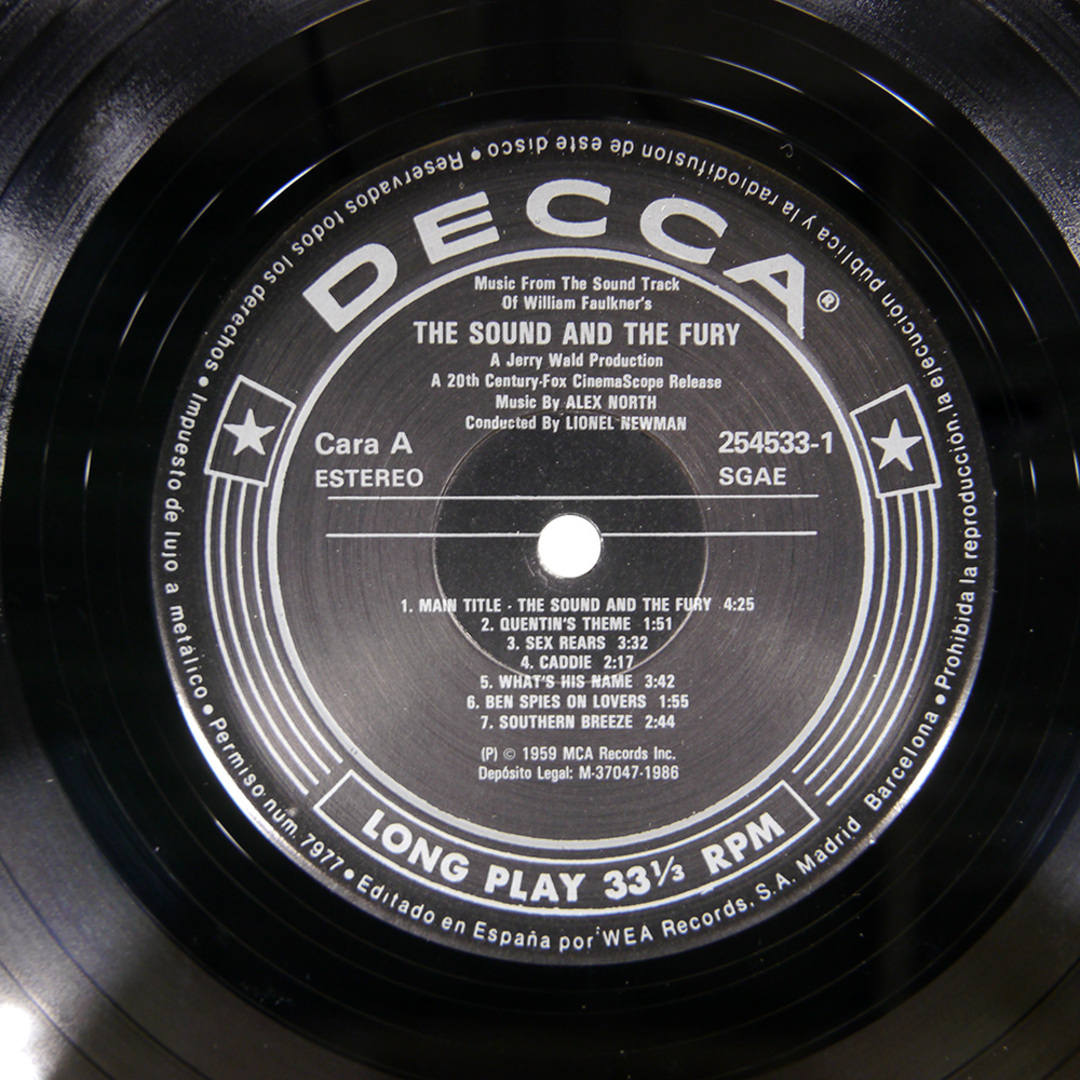 DECCA®
Music From The Sound Track
Of William Faulkner's
THE SOUND AND THE FURY
A Jerry Wald Production
A 20th Century-Fox CinemaScope Release
Music By ALEX NORTH
Conducted By LIONEL NEWMAN
Cara A
ESTEREO
254533-1
SGAE
1. MAIN TITLE - THE SOUND AND THE FURY 4:25
2. QUENTIN'S THEME 1:51
3. SEX REARS 3:32
4. CADDIE 2:17
5. WHAT'S HIS NAME 3:42
6. BEN SPIES ON LOVERS 1:55
7. SOUTHERN BREEZE 2:44
(P) © 1959 MCA Records Inc.
Depósito Legal: M-37047-1986
LONG PLAY 33⅓ RPM
Editado en España por WEA Records, S.A. Madrid Barcelona • Prohibida la reproducción, la ejecución pública y la radiodifusión de este disco • Reservados todos los derechos • Impuesto de lujo a metálico • Permiso núm. 7977 •